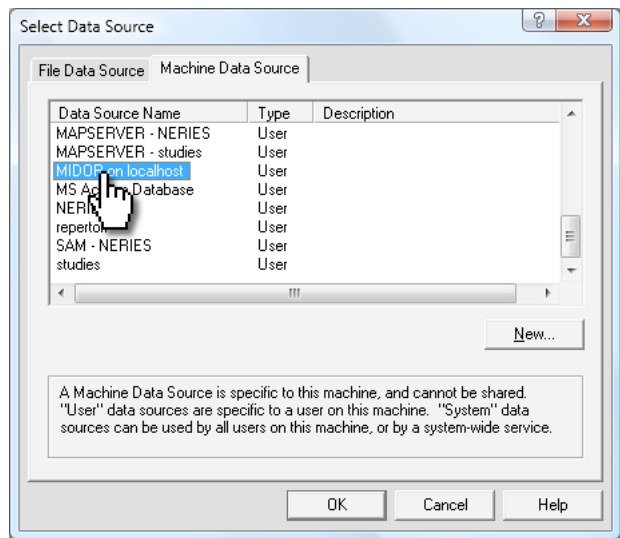 Select Data Source
File Data Source Machine Data Source
Data Source Name Type Description
MAPSERVER - NERIES User
MAPSERVER - studies User
MIDOP on localhost User
MS Database User
User
User
SAM - NERIES User
studies User
New...
A Machine Data Source is specific to this machine, and cannot be shared.
"User" data sources are specific to a user on this machine. "System" data
sources can be used by all users on this machine, or by a system-wide service.
OK Cancel Help